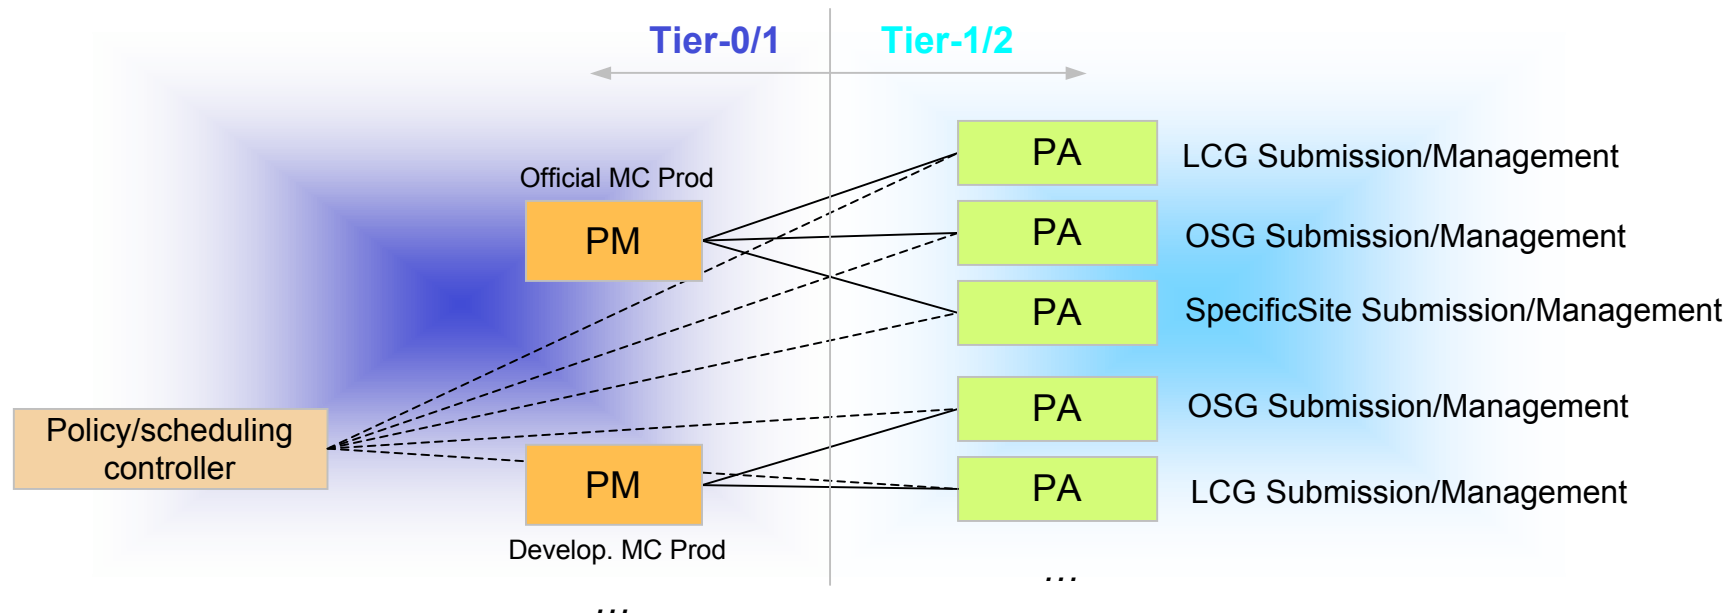 Tier-0/1
Tier-1/2
Official MC Prod
PM
PA
LCG Submission/Management
PA
OSG Submission/Management
PA
SpecificSite Submission/Management
Policy/scheduling
controller
PM
Develop. MC Prod
PA
OSG Submission/Management
PA
LCG Submission/Management
...
...